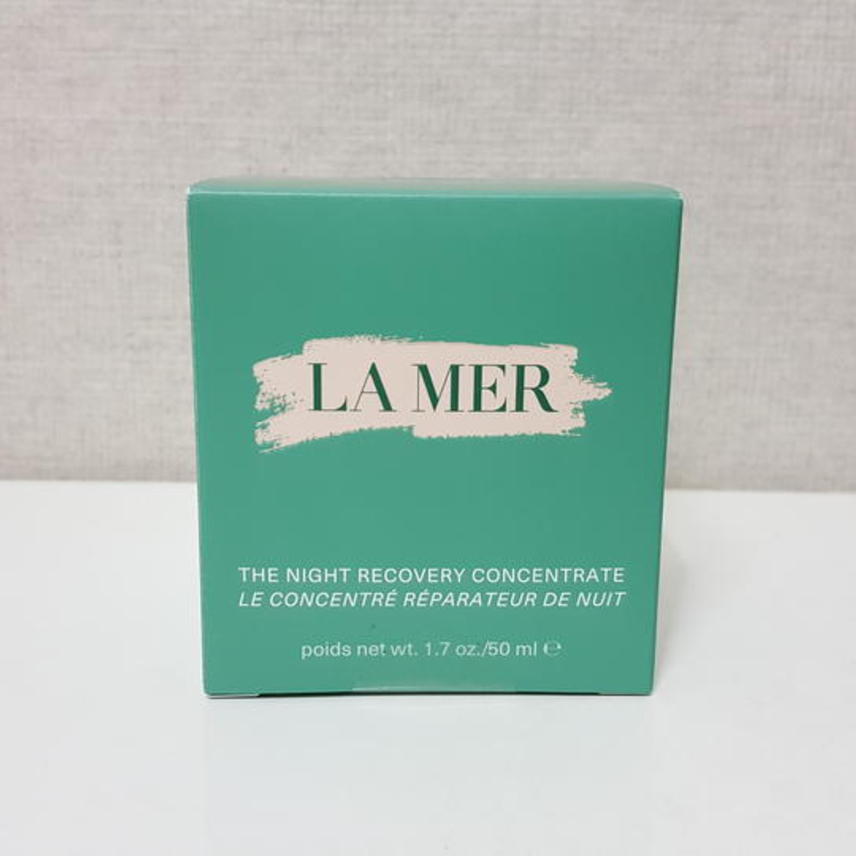 LA MER
THE NIGHT RECOVERY CONCENTRATE
LE CONCENTRÉ RÉPARATEUR DE NUIT
poids net wt. 1.7 oz./50 ml ℮